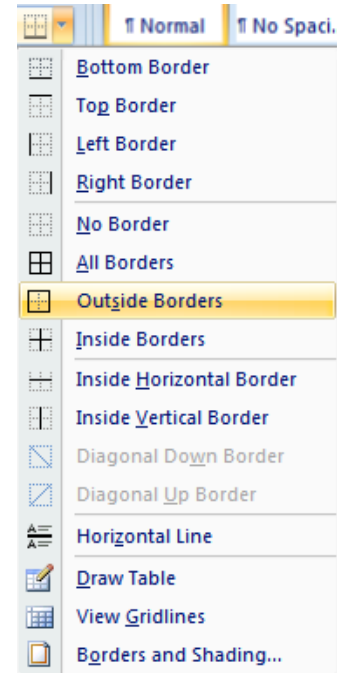 ¶ Normal ¶ No Spaci.
Bottom Border
Top Border
Left Border
Right Border
No Border
All Borders
Outside Borders
Inside Borders
Inside Horizontal Border
Inside Vertical Border
Diagonal Down Border
Diagonal Up Border
Horizontal Line
Draw Table
View Gridlines
Borders and Shading...